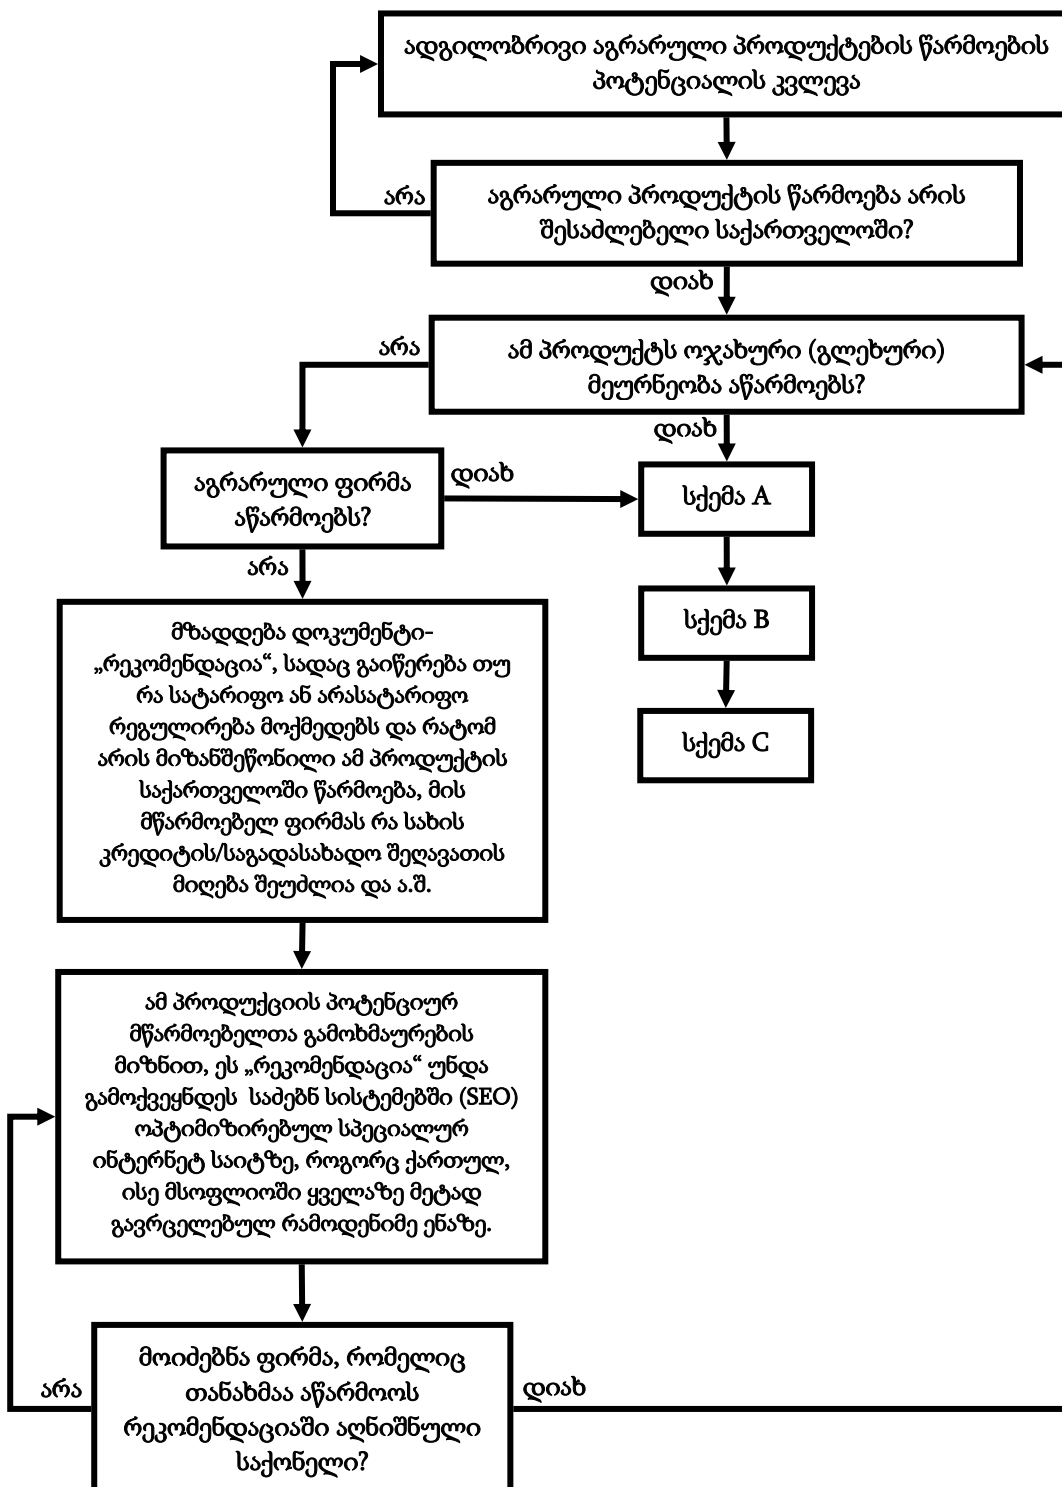 ადგილობრივი აგრარული პროდუქტების წარმოების
პოტენციალის კვლევა
არა
აგრარული პროდუქტის წარმოება არის
შესაძლებელი საქართველოში?
დიახ
არა
ამ პროდუქტს ოჯახური (გლეხური)
მეურნეობა აწარმოებს?
დიახ
აგრარული ფირმა
აწარმოებს?
დიახ
სქემა A
არა
სქემა B
სქემა C
მზადდება დოკუმენტი-
„რეკომენდაცია“, სადაც გაიწერება თუ
რა სატარიფო ან არასატარიფო
რეგულირება მოქმედებს და რატომ
არის მიზანშეწონილი ამ პროდუქტის
საქართველოში წარმოება, მის
მწარმოებელ ფირმას რა სახის
კრედიტის/საგადასახადო შეღავათის
მიღება შეუძლია და ა.შ.
ამ პროდუქციის პოტენციურ
მწარმოებელთა გამოხმაურების
მიზნით, ეს „რეკომენდაცია“ უნდა
გამოქვეყნდეს საძებნ სისტემებში (SEO)
ოპტიმიზირებულ სპეციალურ
ინტერნეტ საიტზე, როგორც ქართულ,
ისე მსოფლიოში ყველაზე მეტად
გავრცელებულ რამოდენიმე ენაზე.
არა
მოიძებნა ფირმა, რომელიც
თანახმაა აწარმოოს
რეკომენდაციაში აღნიშნული
საქონელი?
დიახ